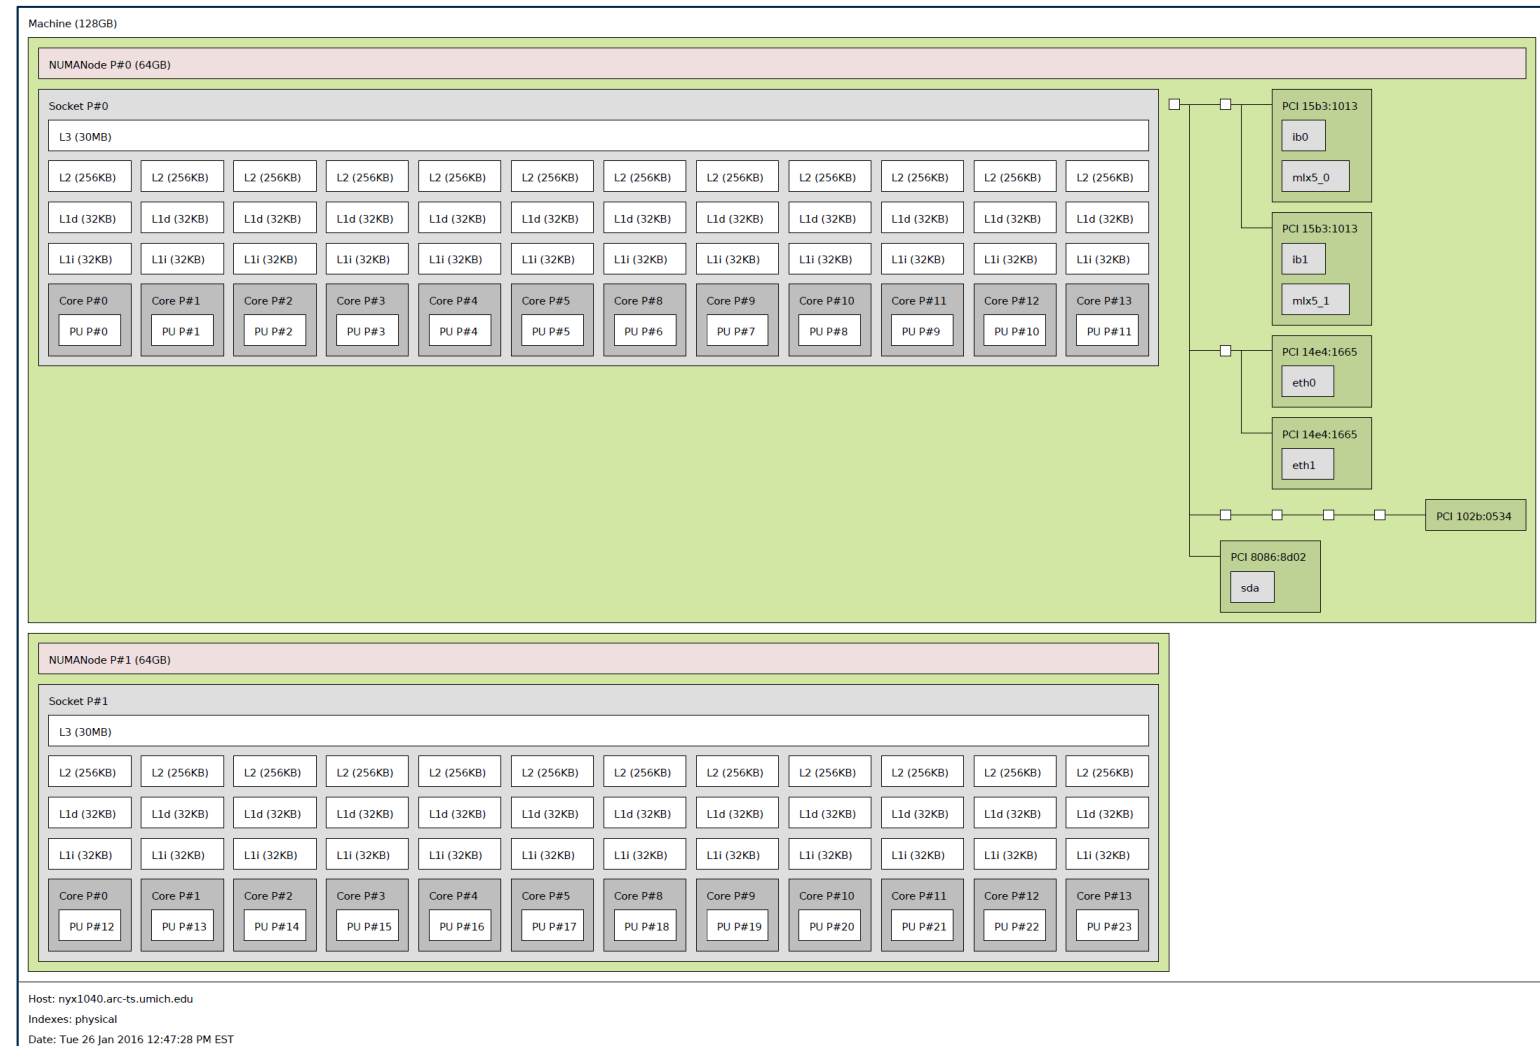 Machine (128GB)
NUMANode P#0 (64GB)
Socket P#0
L3 (30MB)
L2 (256KB) L2 (256KB) L2 (256KB) L2 (256KB) L2 (256KB) L2 (256KB) L2 (256KB) L2 (256KB) L2 (256KB) L2 (256KB) L2 (256KB) L2 (256KB)
L1d (32KB) L1d (32KB) L1d (32KB) L1d (32KB) L1d (32KB) L1d (32KB) L1d (32KB) L1d (32KB) L1d (32KB) L1d (32KB) L1d (32KB) L1d (32KB)
L1i (32KB) L1i (32KB) L1i (32KB) L1i (32KB) L1i (32KB) L1i (32KB) L1i (32KB) L1i (32KB) L1i (32KB) L1i (32KB) L1i (32KB) L1i (32KB)
Core P#0 Core P#1 Core P#2 Core P#3 Core P#4 Core P#5 Core P#8 Core P#9 Core P#10 Core P#11 Core P#12 Core P#13
PU P#0 PU P#1 PU P#2 PU P#3 PU P#4 PU P#5 PU P#6 PU P#7 PU P#8 PU P#9 PU P#10 PU P#11
PCI 15b3:1013
ib0
mlx5_0
PCI 15b3:1013
ib1
mlx5_1
PCI 14e4:1665
eth0
PCI 14e4:1665
eth1
PCI 102b:0534
PCI 8086:8d02
sda
NUMANode P#1 (64GB)
Socket P#1
L3 (30MB)
L2 (256KB) L2 (256KB) L2 (256KB) L2 (256KB) L2 (256KB) L2 (256KB) L2 (256KB) L2 (256KB) L2 (256KB) L2 (256KB) L2 (256KB) L2 (256KB)
L1d (32KB) L1d (32KB) L1d (32KB) L1d (32KB) L1d (32KB) L1d (32KB) L1d (32KB) L1d (32KB) L1d (32KB) L1d (32KB) L1d (32KB) L1d (32KB)
L1i (32KB) L1i (32KB) L1i (32KB) L1i (32KB) L1i (32KB) L1i (32KB) L1i (32KB) L1i (32KB) L1i (32KB) L1i (32KB) L1i (32KB) L1i (32KB)
Core P#0 Core P#1 Core P#2 Core P#3 Core P#4 Core P#5 Core P#8 Core P#9 Core P#10 Core P#11 Core P#12 Core P#13
PU P#12 PU P#13 PU P#14 PU P#15 PU P#16 PU P#17 PU P#18 PU P#19 PU P#20 PU P#21 PU P#22 PU P#23
Host: nyx1040.arc-ts.umich.edu
Indexes: physical
Date: Tue 26 Jan 2016 12:47:28 PM EST